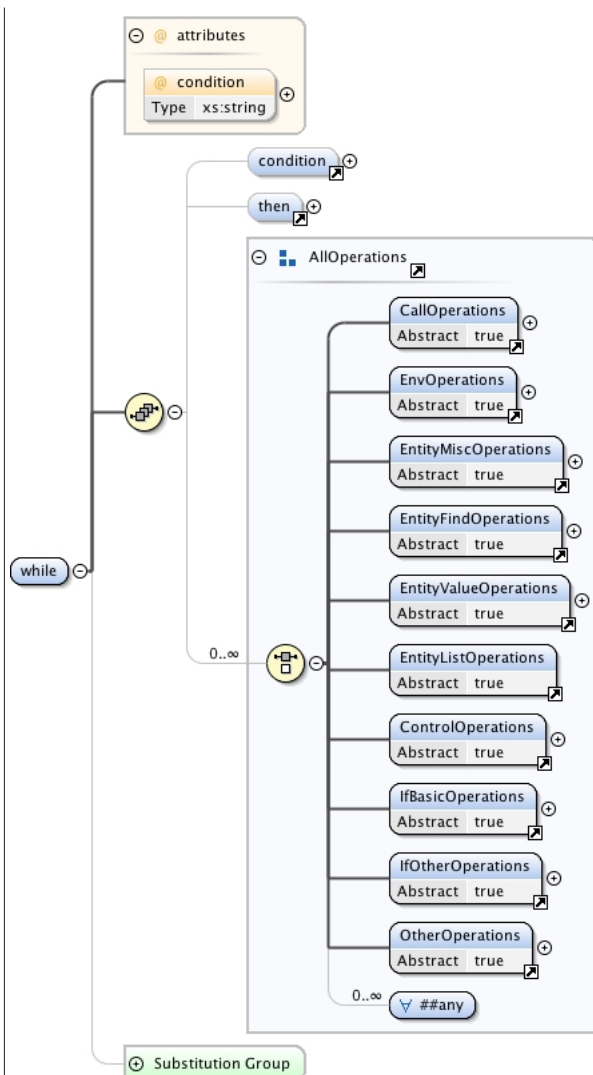 @ attributes
@ condition
Type xs:string
condition
then
AllOperations
CallOperations
Abstract true
EnvOperations
Abstract true
EntityMiscOperations
Abstract true
EntityFindOperations
Abstract true
EntityValueOperations
Abstract true
while
0..∞
EntityListOperations
Abstract true
ControlOperations
Abstract true
IfBasicOperations
Abstract true
IfOtherOperations
Abstract true
OtherOperations
Abstract true
0..∞
∀ ##any
Substitution Group